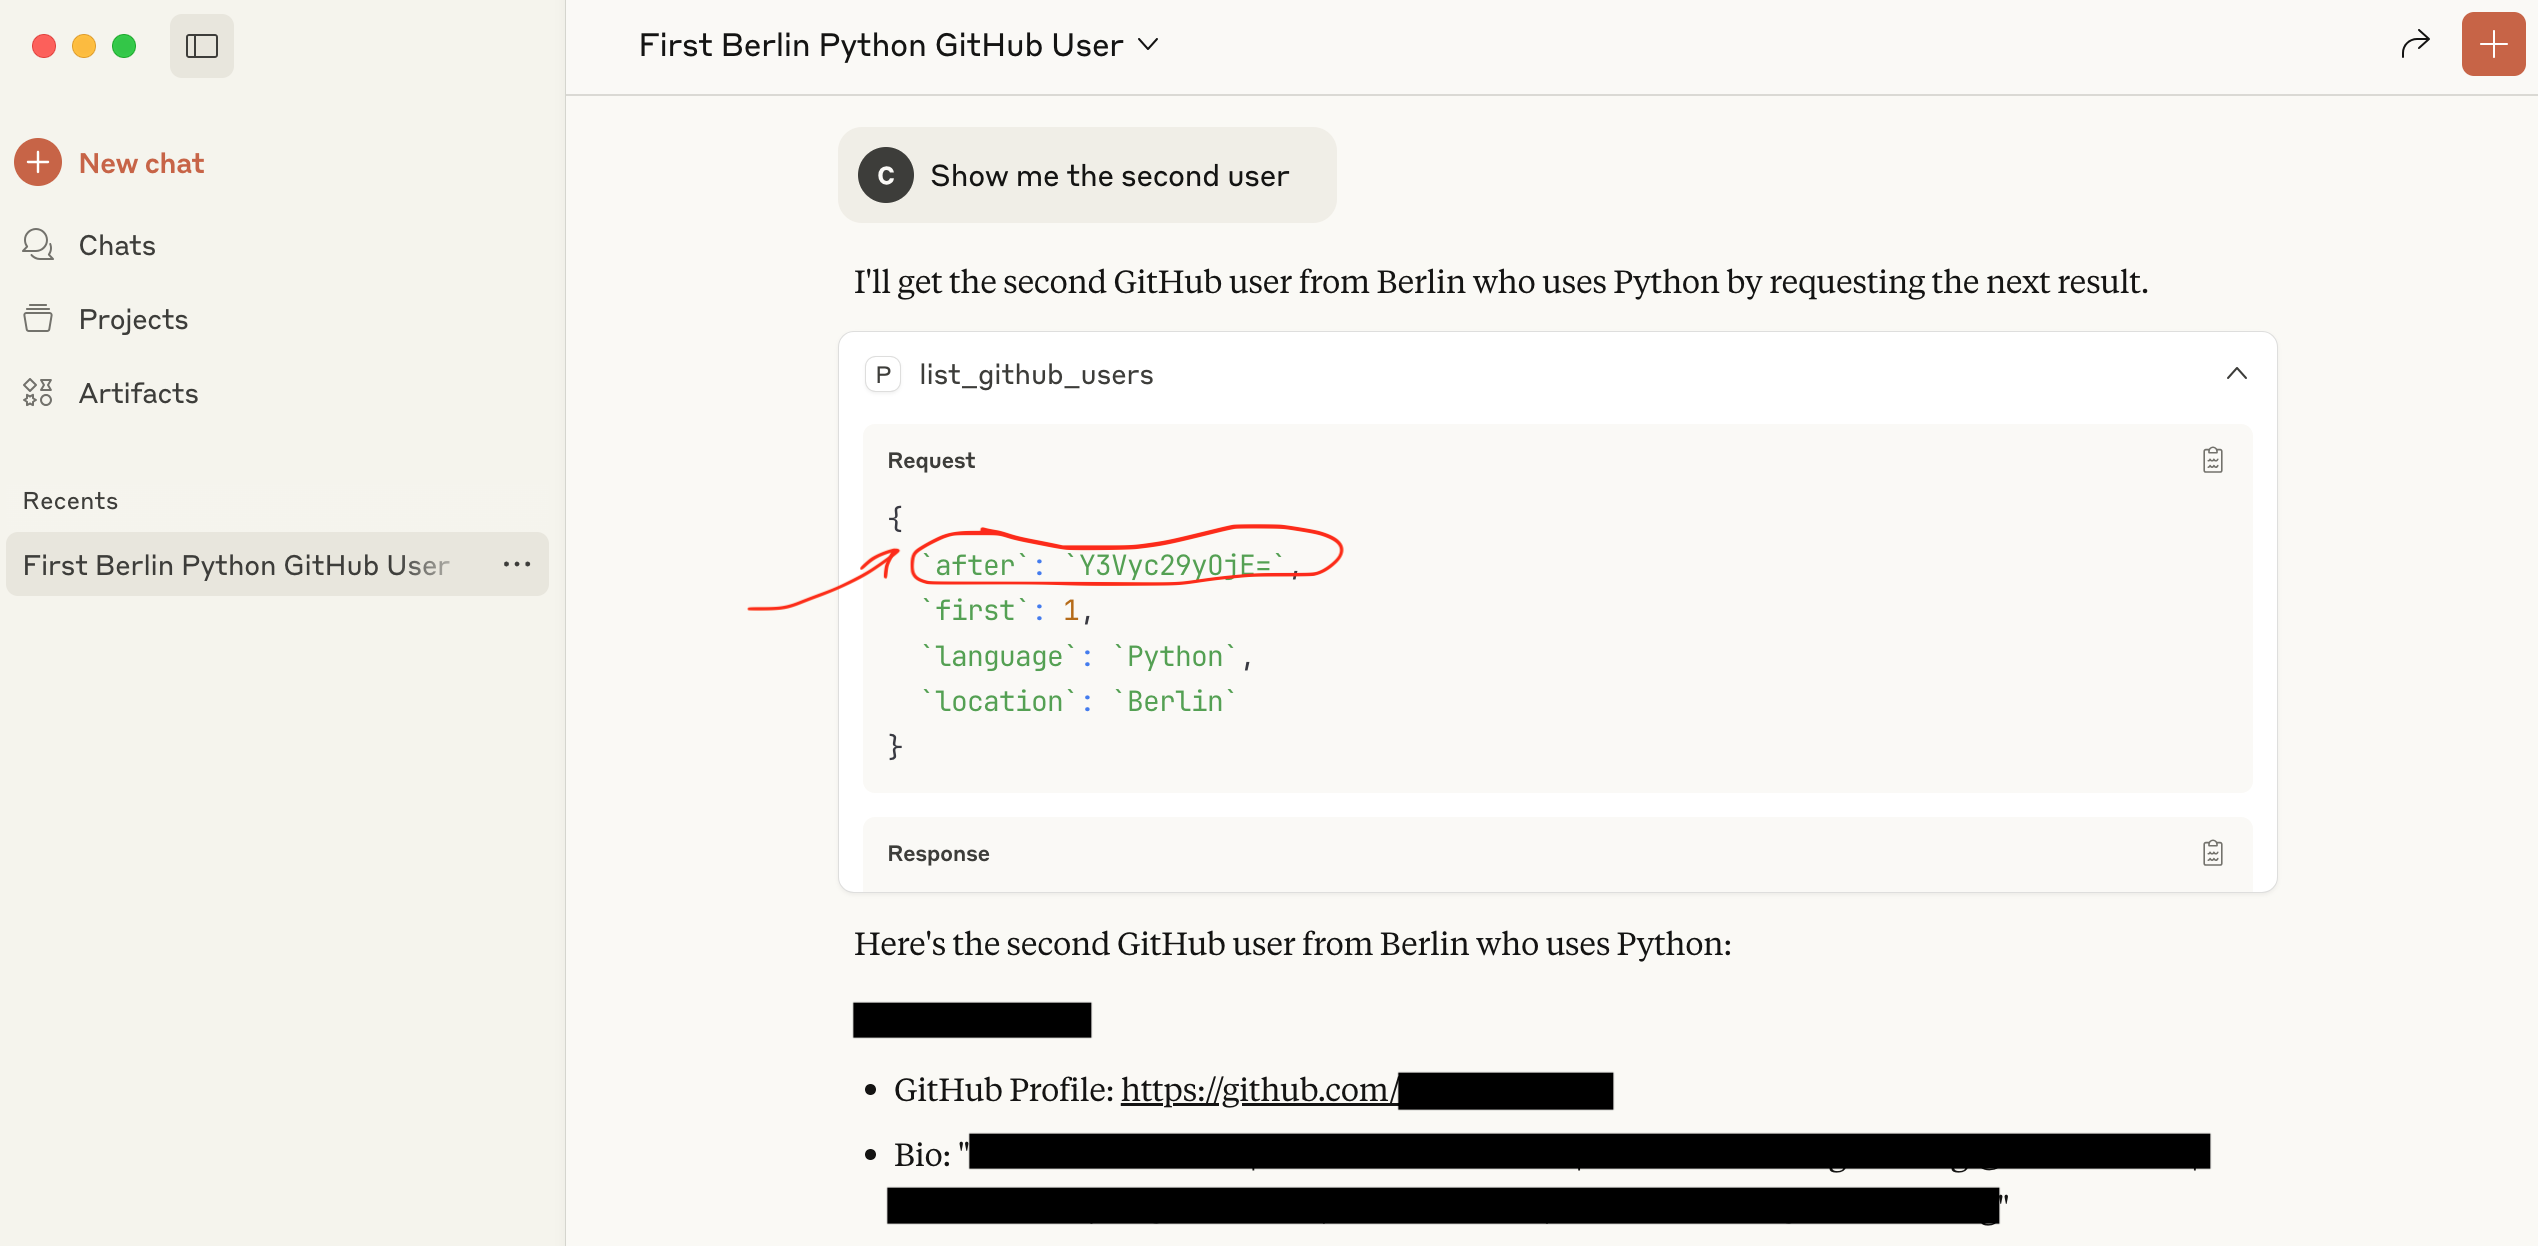 First Berlin Python GitHub User
New chat
Chats
Projects
Artifacts
Recents
First Berlin Python GitHub User
C
Show me the second user
I'll get the second GitHub user from Berlin who uses Python by requesting the next result.
P list_github_users
Request
{
`after`: `Y3Vyc29yOjE=`,
`first`: 1,
`language`: `Python`,
`location`: `Berlin`
}
Response
Here's the second GitHub user from Berlin who uses Python:
GitHub Profile: https://github.com/
Bio: "
"